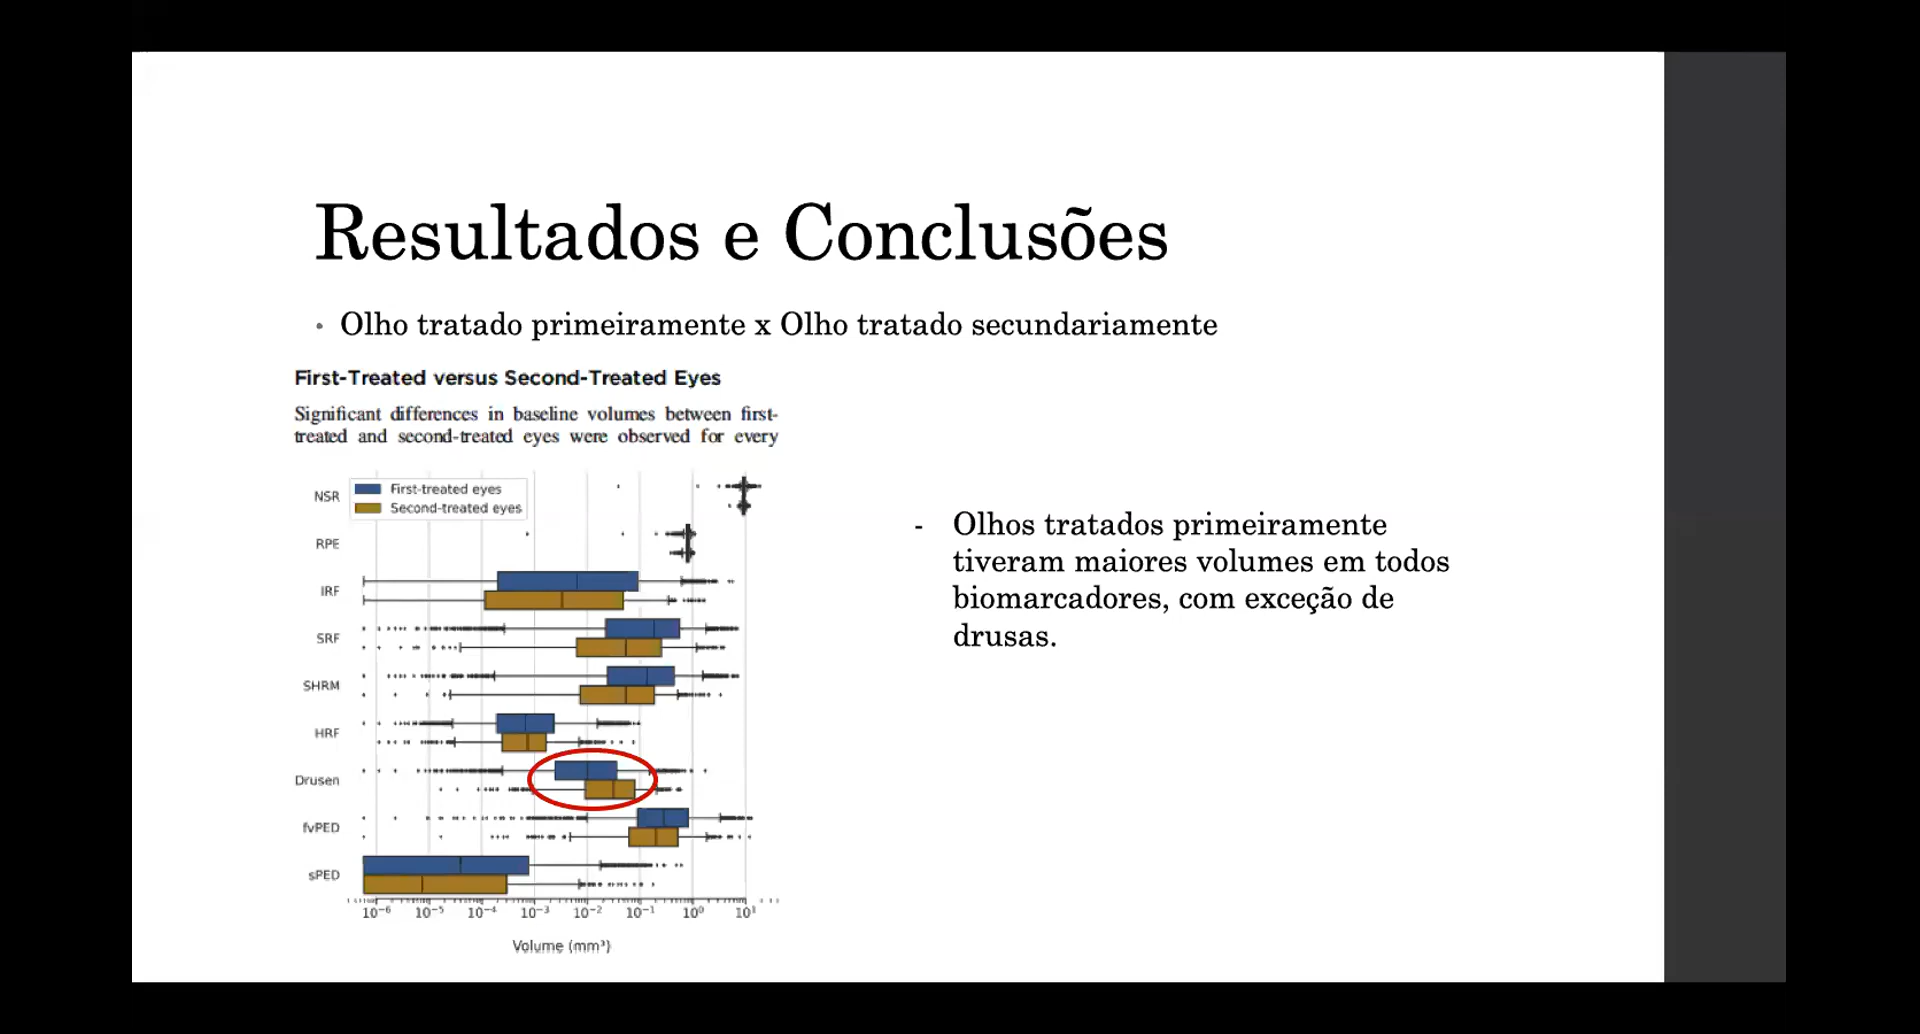 Resultados e Conclusões
• Olho tratado primeiramente x Olho tratado secundariamente
First-Treated versus Second-Treated Eyes
Significant differences in baseline volumes between first-
treated and second-treated eyes were observed for every
First-treated eyes
Second-treated eyes
NSR
RPE
IRF
SRF
SHRM
HRF
Drusen
fvPED
sPED
10⁻⁶ 10⁻⁵ 10⁻⁴ 10⁻³ 10⁻² 10⁻¹ 10⁰ 10¹
Volume (mm³)
- Olhos tratados primeiramente
tiveram maiores volumes em todos
biomarcadores, com exceção de
drusas.